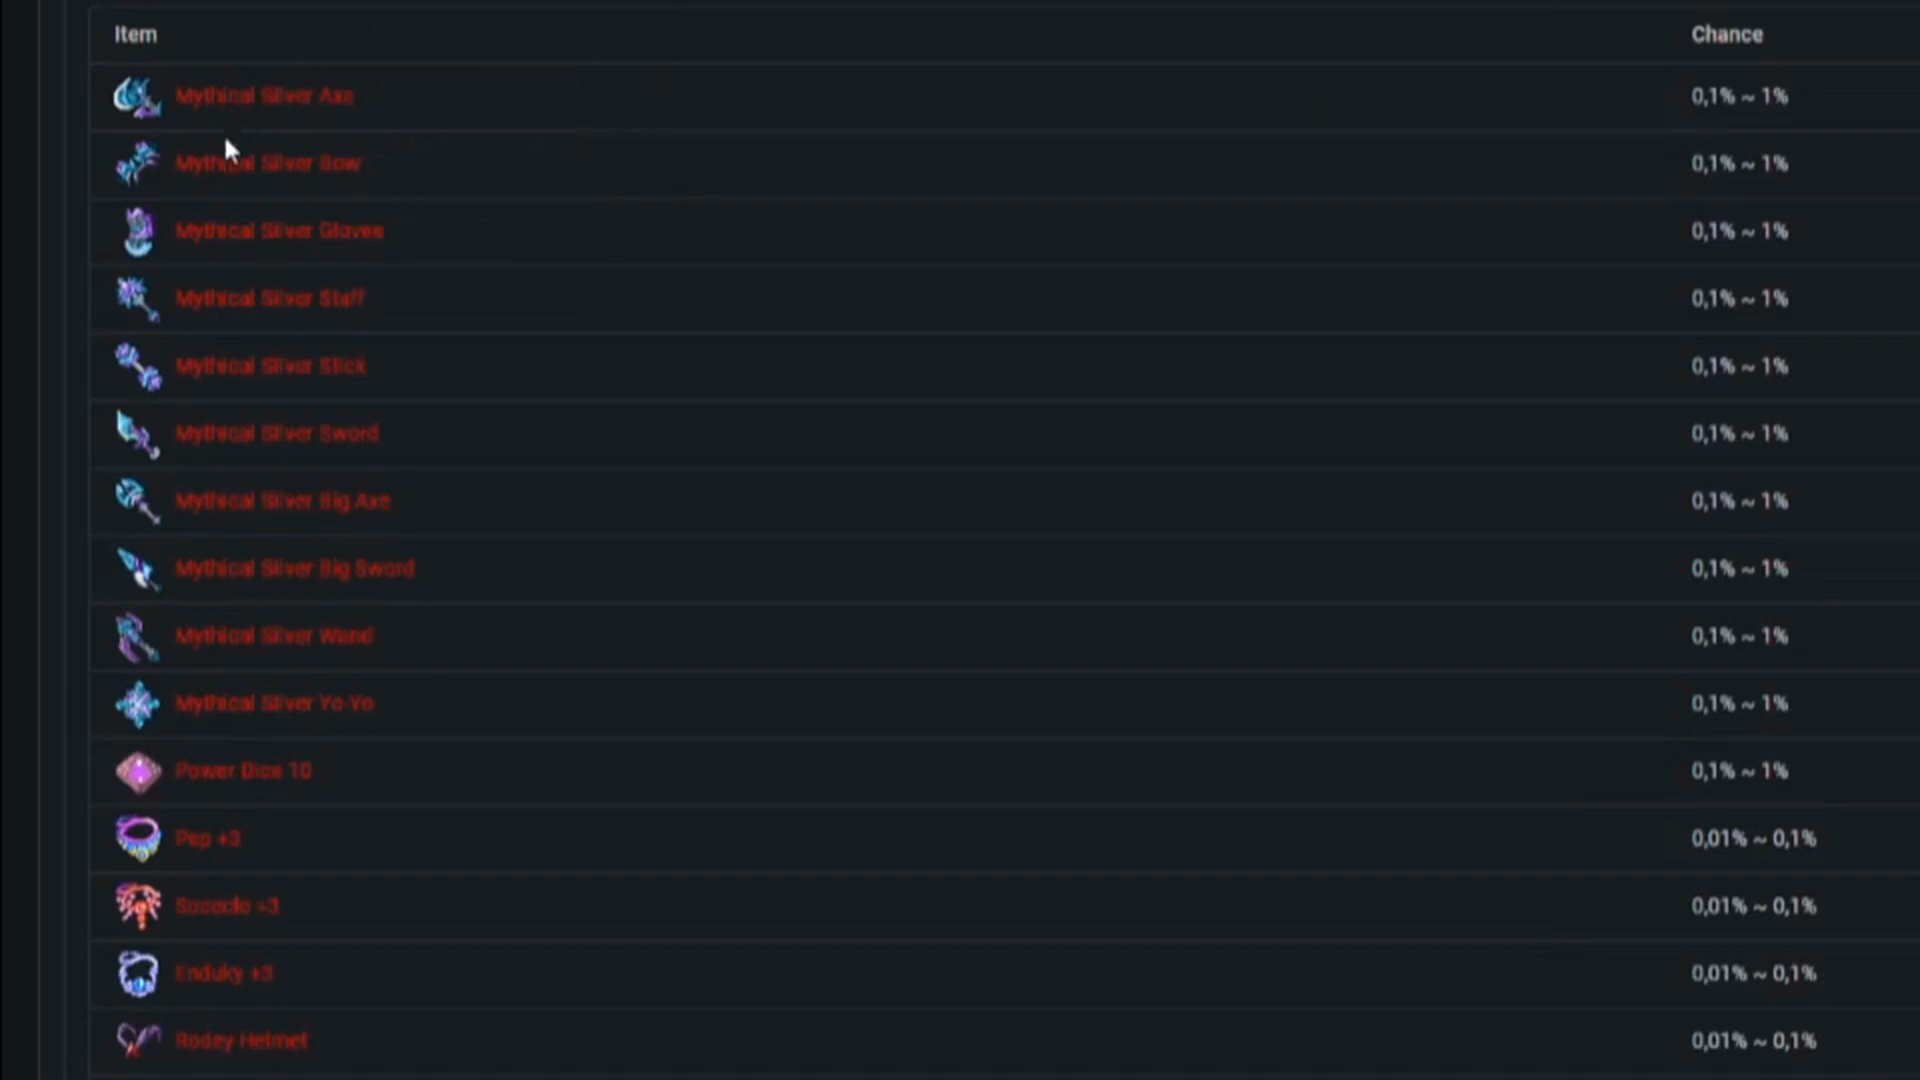 Item Chance
Mythical Silver Axe 0,1% ~ 1%
Mythical Silver Bow 0,1% ~ 1%
Mythical Silver Glovee 0,1% ~ 1%
Mythical Silver Staff 0,1% ~ 1%
Mythical Silver Stick 0,1% ~ 1%
Mythical Silver Sword 0,1% ~ 1%
Mythical Silver Big Axe 0,1% ~ 1%
Mythical Silver Big Sword 0,1% ~ 1%
Mythical Silver Wand 0,1% ~ 1%
Mythical Silver Yo-Yo 0,1% ~ 1%
Power Dice 10 0,1% ~ 1%
Pep +3 0,01% ~ 0,1%
+3 0,01% ~ 0,1%
Enduky +3 0,01% ~ 0,1%
Rodey Helmet 0,01% ~ 0,1%